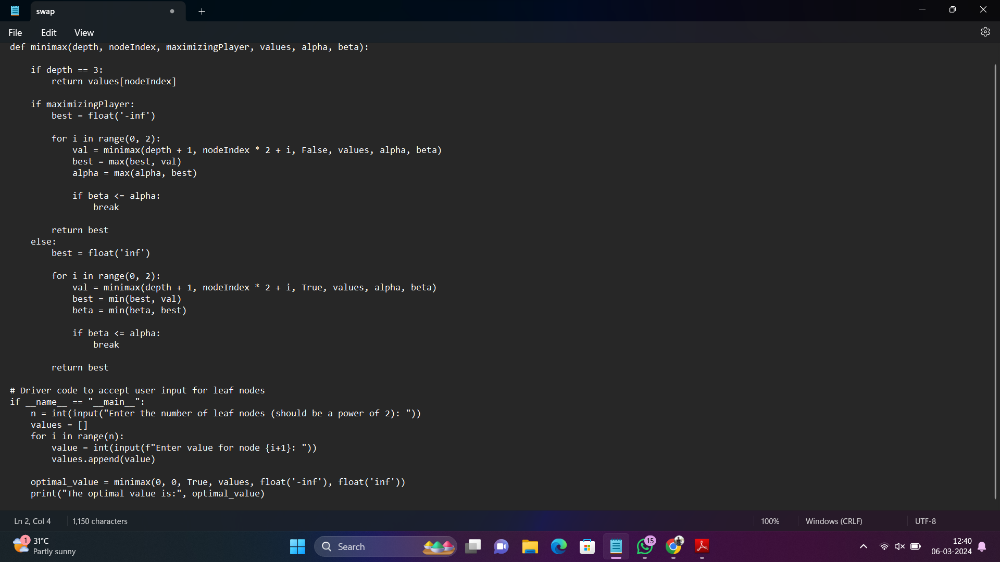 swap
File Edit View
def minimax(depth, nodeIndex, maximizingPlayer, values, alpha, beta):
    if depth == 3:
        return values[nodeIndex]
    if maximizingPlayer:
        best = float('-inf')
        for i in range(0, 2):
            val = minimax(depth + 1, nodeIndex * 2 + i, False, values, alpha, beta)
            best = max(best, val)
            alpha = max(alpha, best)
            if beta <= alpha:
                break
        return best
    else:
        best = float('inf')
        for i in range(0, 2):
            val = minimax(depth + 1, nodeIndex * 2 + i, True, values, alpha, beta)
            best = min(best, val)
            beta = min(beta, best)
            if beta <= alpha:
                break
        return best
# Driver code to accept user input for leaf nodes
if __name__ == "__main__":
    n = int(input("Enter the number of leaf nodes (should be a power of 2): "))
    values = []
    for i in range(n):
        value = int(input(f"Enter value for node {i+1}: "))
        values.append(value)
    optimal_value = minimax(0, 0, True, values, float('-inf'), float('inf'))
    print("The optimal value is:", optimal_value)
Ln 2, Col 4 1,150 characters 100% Windows (CRLF) UTF-8
1 31°C
Partly sunny
Search
15
12:40
06-03-2024